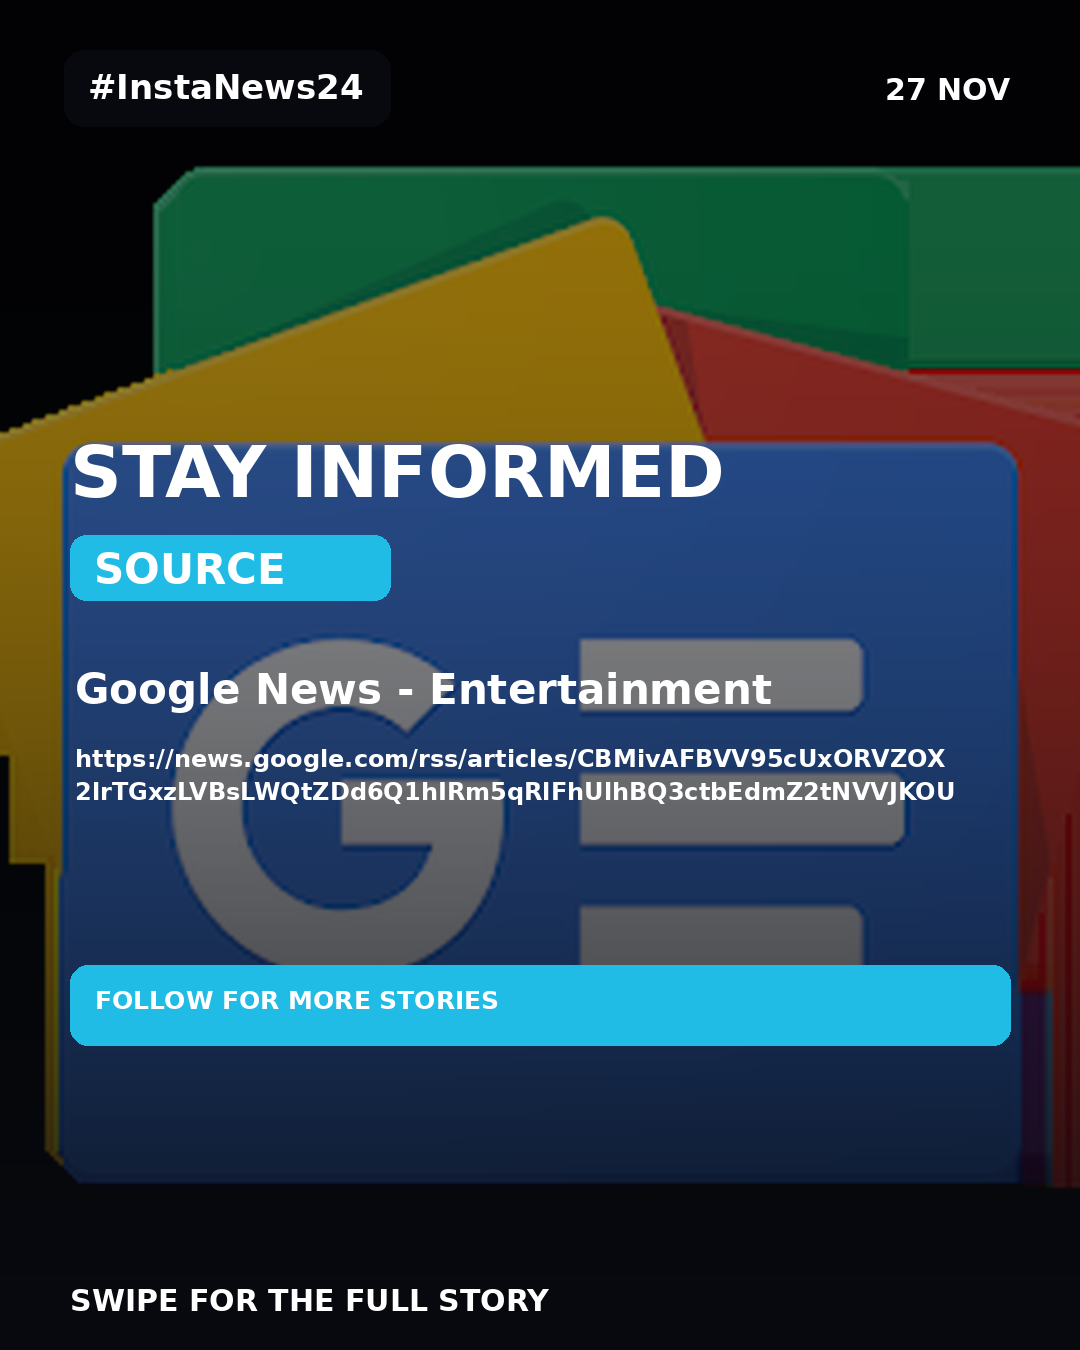 #InstaNews24
27 NOV
STAY INFORMED
SOURCE
Google News - Entertainment
https://news.google.com/rss/articles/CBMivAFBVV95cUxORVZOX
2lrTGxzLVBsLWQtZDd6Q1hIRm5qRlFhUlhBQ3ctbEdmZ2tNVVJKOU
FOLLOW FOR MORE STORIES
SWIPE FOR THE FULL STORY